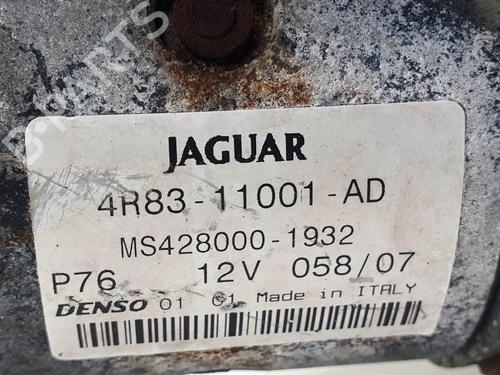 JAGUAR
4R83-11001-AD
MS428000-1932
P76 12V 058/07
DENSO 01 01 Made in ITALY